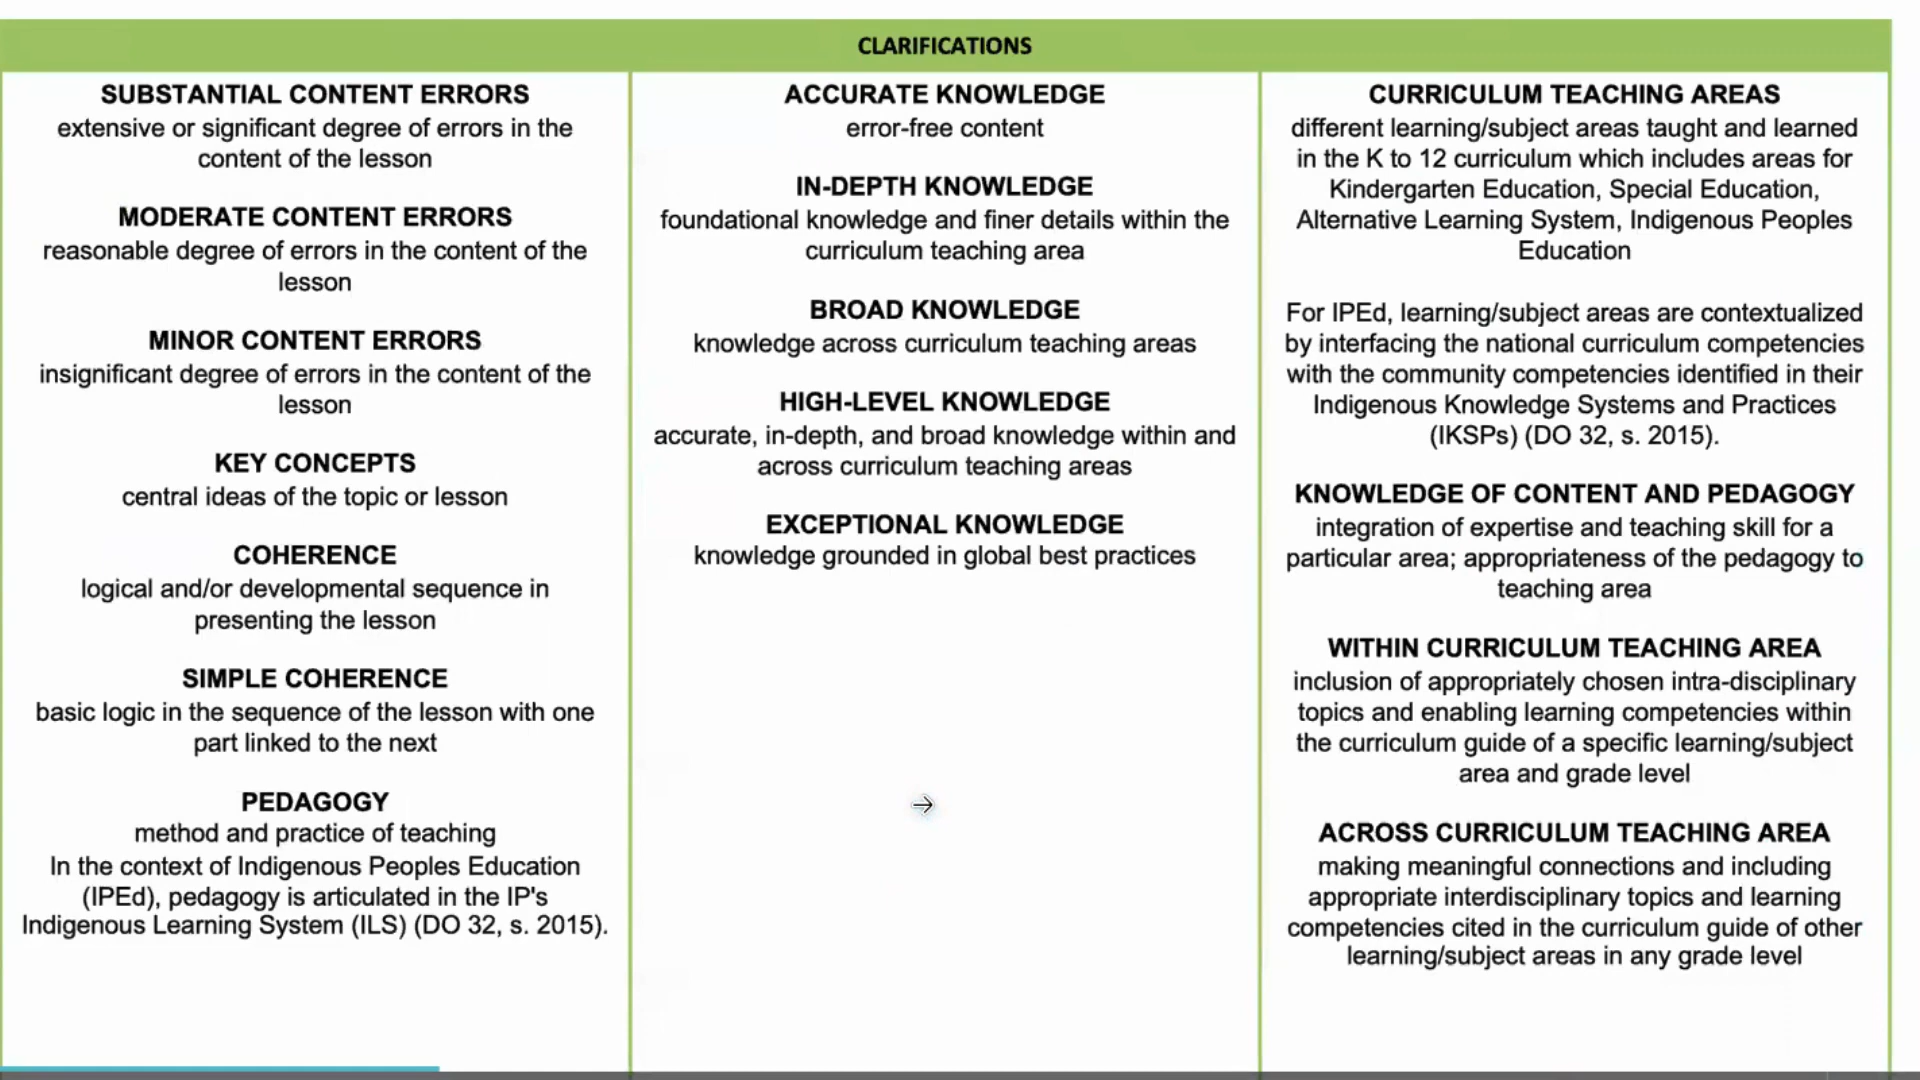 CLARIFICATIONS
SUBSTANTIAL CONTENT ERRORS
extensive or significant degree of errors in the
content of the lesson
MODERATE CONTENT ERRORS
reasonable degree of errors in the content of the
lesson
MINOR CONTENT ERRORS
insignificant degree of errors in the content of the
lesson
KEY CONCEPTS
central ideas of the topic or lesson
COHERENCE
logical and/or developmental sequence in
presenting the lesson
SIMPLE COHERENCE
basic logic in the sequence of the lesson with one
part linked to the next
PEDAGOGY
method and practice of teaching
In the context of Indigenous Peoples Education
(IPEd), pedagogy is articulated in the IP's
Indigenous Learning System (ILS) (DO 32, s. 2015).
ACCURATE KNOWLEDGE
error-free content
IN-DEPTH KNOWLEDGE
foundational knowledge and finer details within the
curriculum teaching area
BROAD KNOWLEDGE
knowledge across curriculum teaching areas
HIGH-LEVEL KNOWLEDGE
accurate, in-depth, and broad knowledge within and
across curriculum teaching areas
EXCEPTIONAL KNOWLEDGE
knowledge grounded in global best practices
CURRICULUM TEACHING AREAS
different learning/subject areas taught and learned
in the K to 12 curriculum which includes areas for
Kindergarten Education, Special Education,
Alternative Learning System, Indigenous Peoples
Education
For IPEd, learning/subject areas are contextualized
by interfacing the national curriculum competencies
with the community competencies identified in their
Indigenous Knowledge Systems and Practices
(IKSPs) (DO 32, s. 2015).
KNOWLEDGE OF CONTENT AND PEDAGOGY
integration of expertise and teaching skill for a
particular area; appropriateness of the pedagogy to
teaching area
WITHIN CURRICULUM TEACHING AREA
inclusion of appropriately chosen intra-disciplinary
topics and enabling learning competencies within
the curriculum guide of a specific learning/subject
area and grade level
ACROSS CURRICULUM TEACHING AREA
making meaningful connections and including
appropriate interdisciplinary topics and learning
competencies cited in the curriculum guide of other
learning/subject areas in any grade level